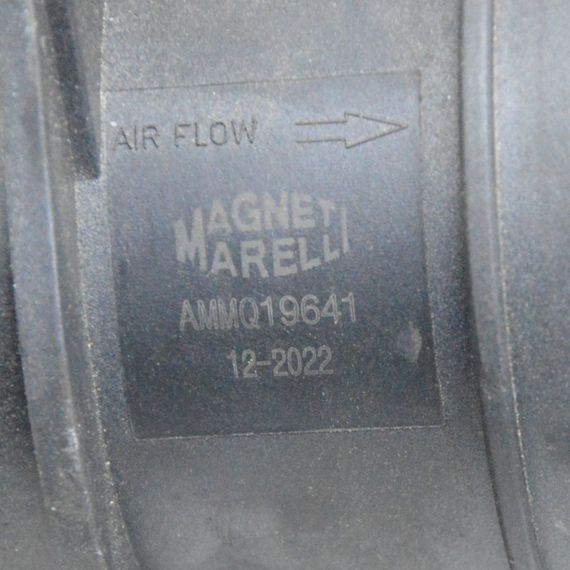 AIR FLOW
MAGNETI
MARELLI
AMMQ19641
12-2022